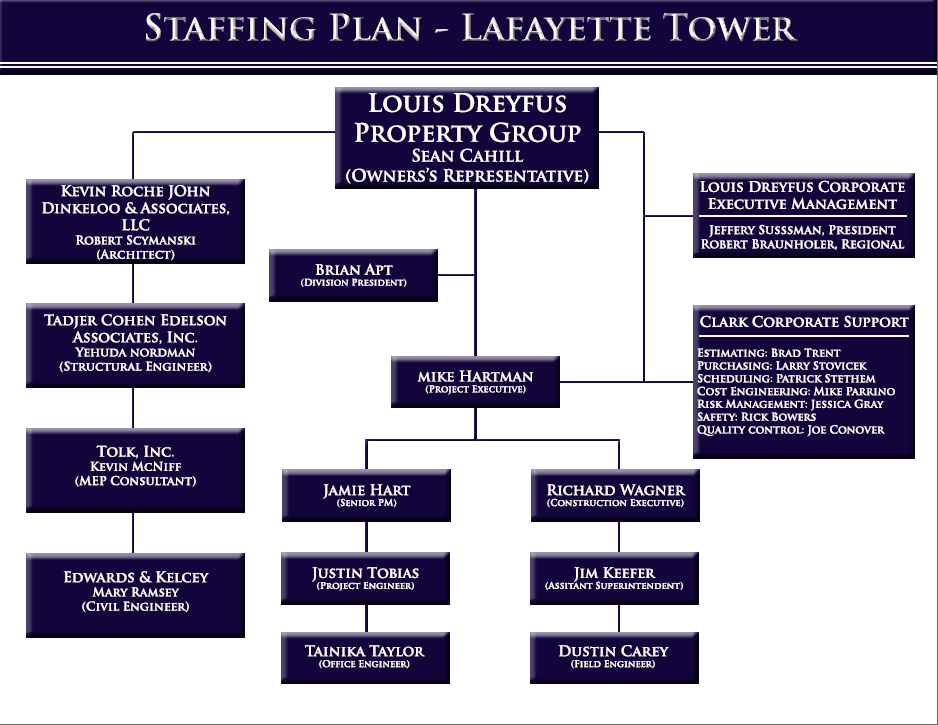 Staffing Plan - Lafayette Tower
Louis Dreyfus
Property Group
Sean Cahill
(Owners's Representative)
Kevin Roche JOhn
Dinkeloo & Associates,
LLC
Robert Scymanski
(Architect)
Louis Dreyfus Corporate
Executive Management
Jeffery Susssman, President
Robert Braunholer, Regional
Brian Apt
(Division President)
Tadjer Cohen Edelson
Associates, Inc.
Yehuda nordman
(Structural Engineer)
Clark Corporate Support
Estimating: Brad Trent
Purchasing: Larry Stovicek
Scheduling: Patrick Stethem
Cost Engineering: Mike Parrino
Risk Management: Jessica Gray
Safety: Rick Bowers
Quality control: Joe Conover
mike Hartman
(Project Executive)
Tolk, Inc.
Kevin McNiff
(MEP Consultant)
Jamie Hart
(Senior PM)
Richard Wagner
(Construction Executive)
Edwards & Kelcey
Mary Ramsey
(Civil Engineer)
Justin Tobias
(Project Engineer)
Jim Keefer
(Assitant Superintendent)
Tainika Taylor
(Office Engineer)
Dustin Carey
(Field Engineer)